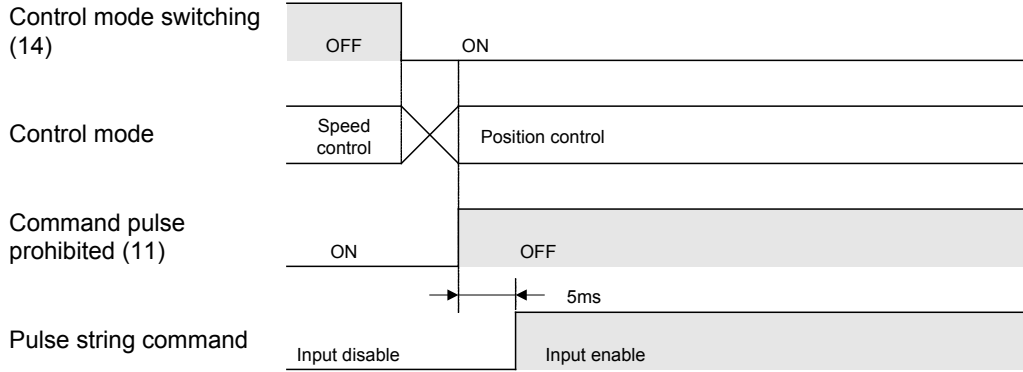 Control mode switching
(14)
OFF
ON
Control mode
Speed
control
Position control
Command pulse
prohibited (11)
ON
OFF
5ms
Pulse string command
Input disable
Input enable